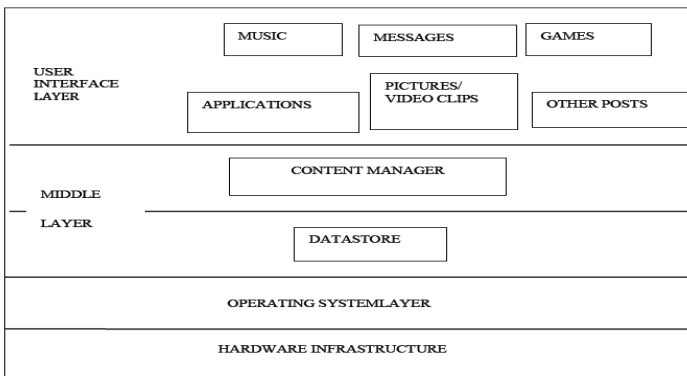 MUSIC
MESSAGES
GAMES
USER
INTERFACE
LAYER
APPLICATIONS
PICTURES/
VIDEO CLIPS
OTHER POSTS
CONTENT MANAGER
MIDDLE
LAYER
DATASTORE
OPERATING SYSTEMLAYER
HARDWARE INFRASTRUCTURE